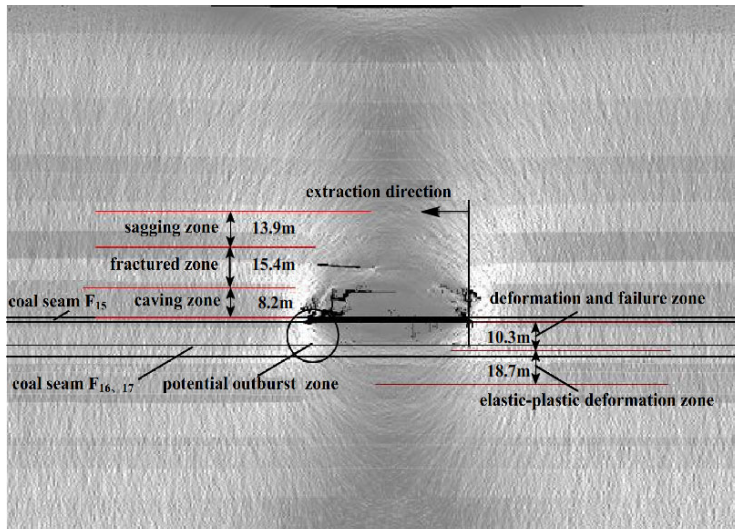 extraction direction
sagging zone 13.9m
fractured zone 15.4m
caving zone 8.2m
coal seam F₁₅
deformation and failure zone
10.3m
coal seam F₁₆、₁₇
potential outburst zone
18.7m
elastic-plastic deformation zone